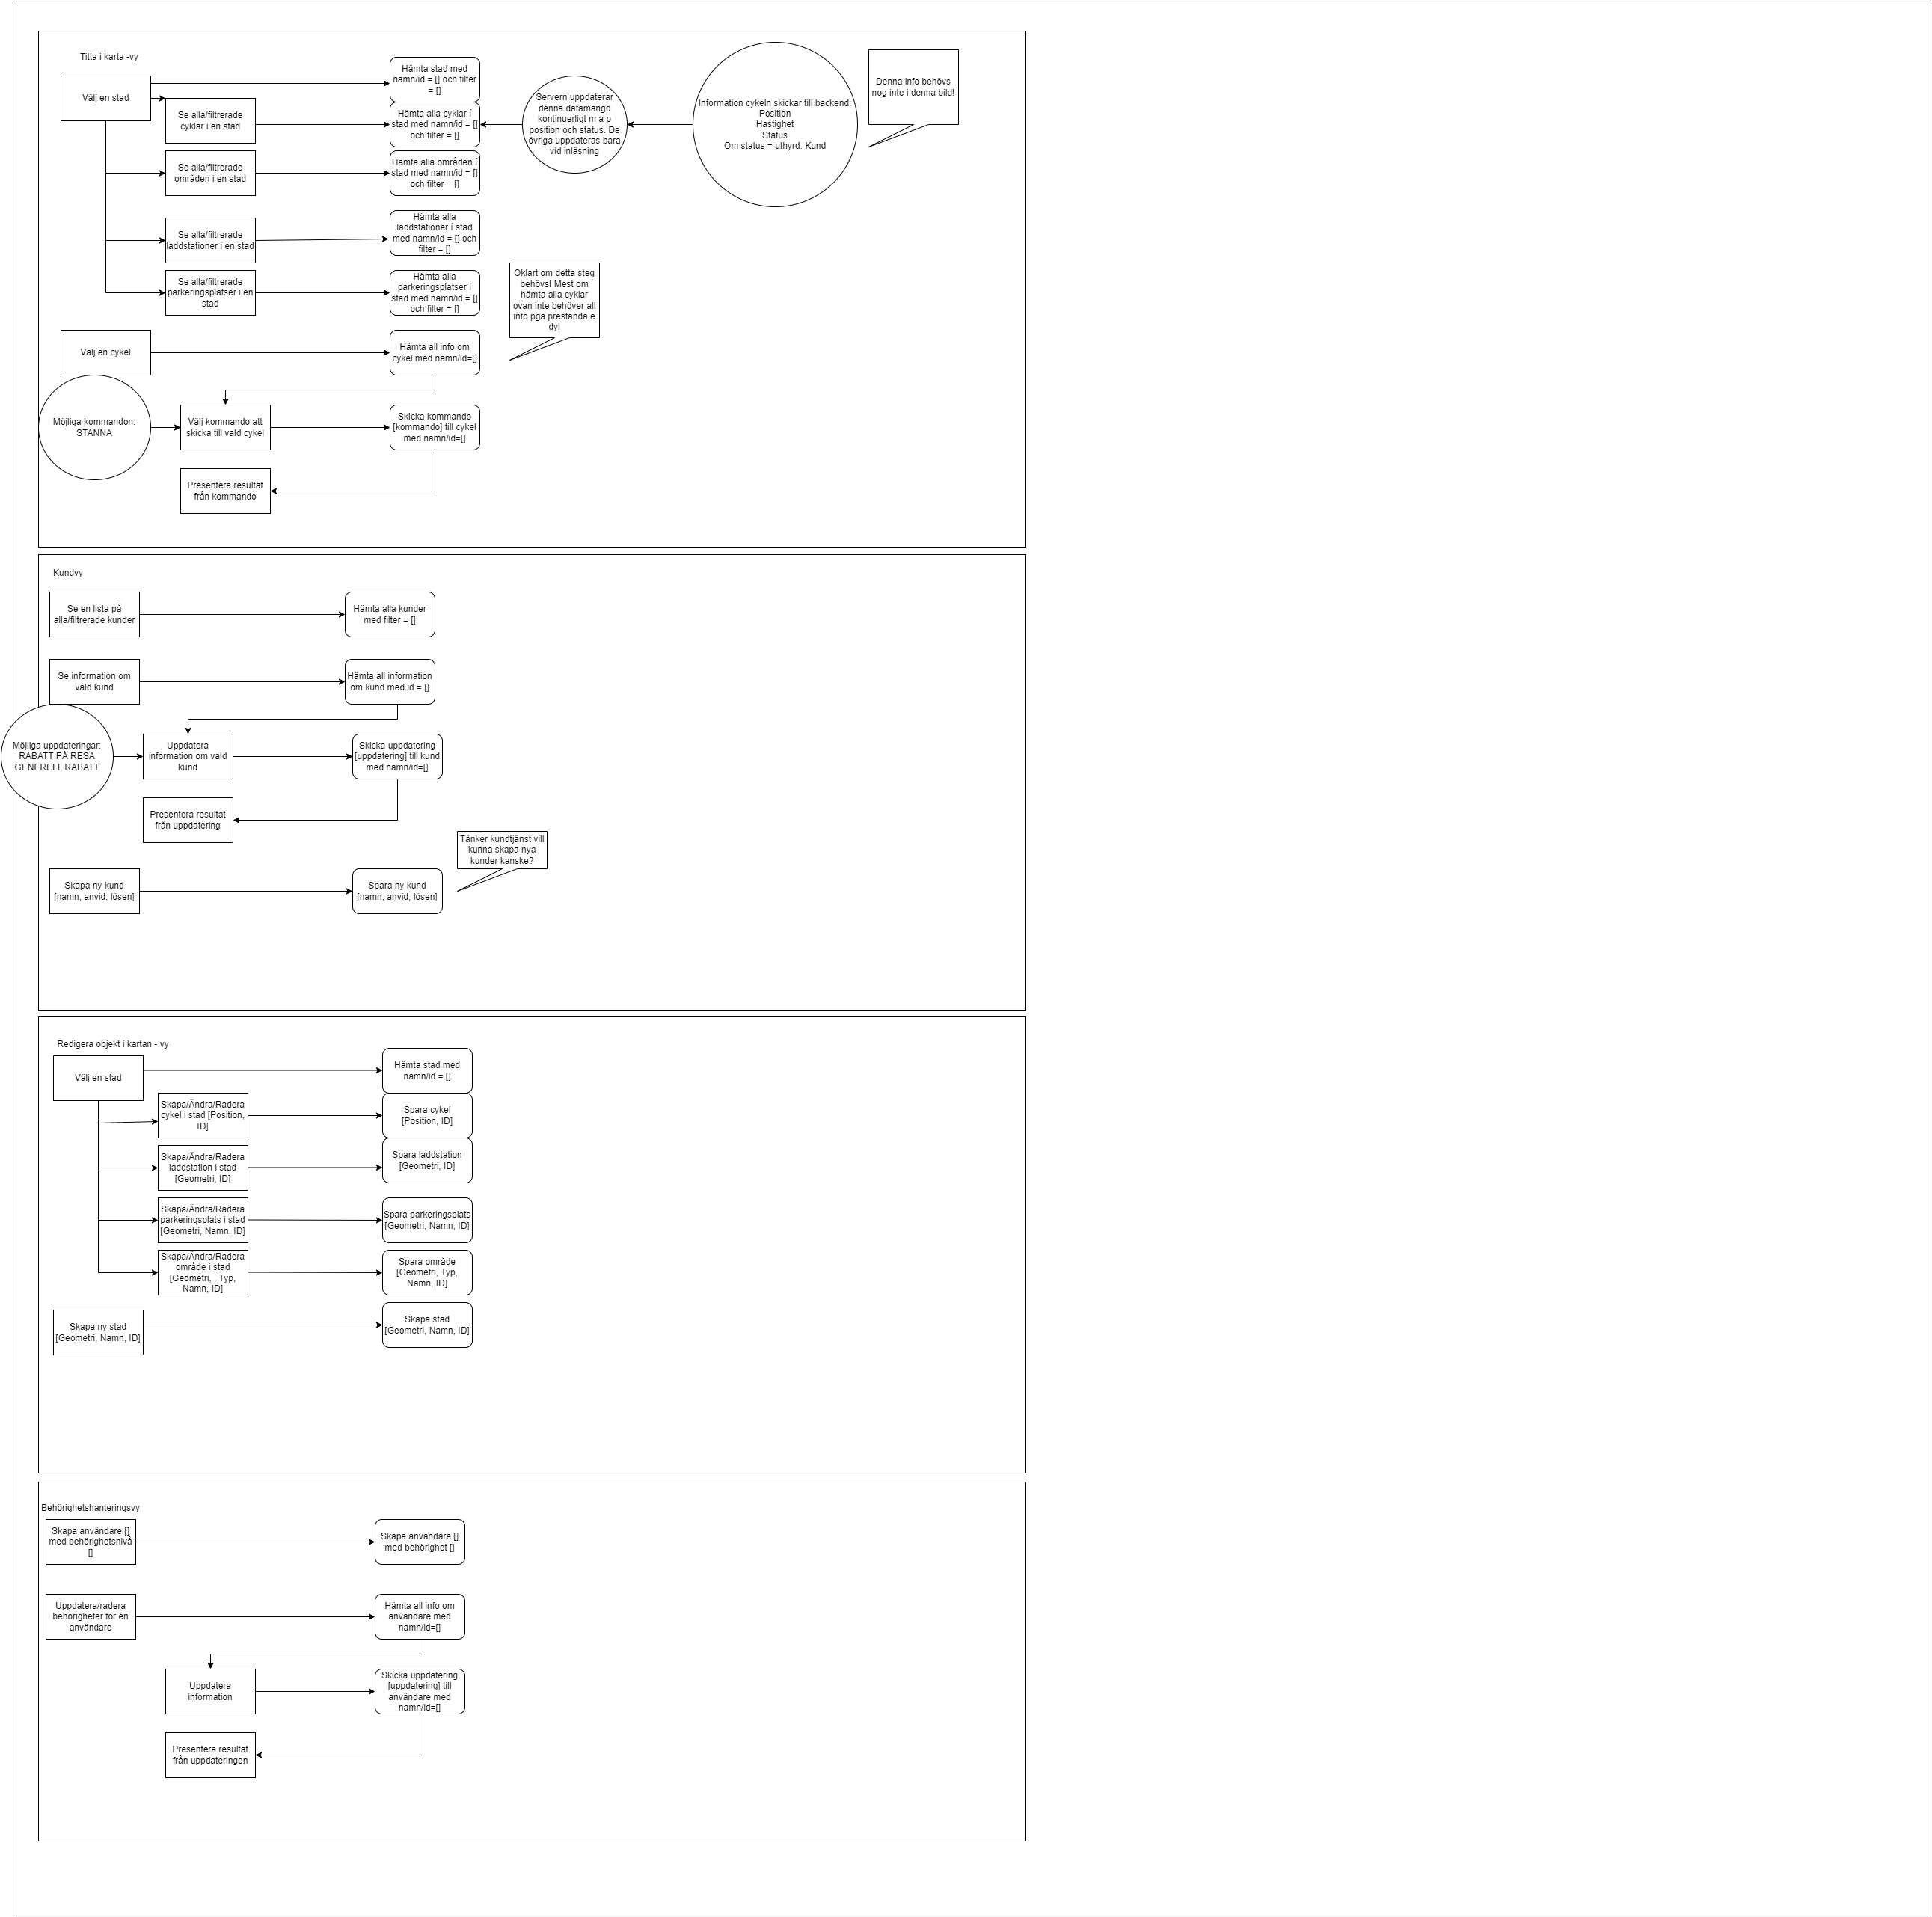 Titta i karta -vy
Välj en stad
Hämta stad med
namn/id = [] och filter
= []
Se alla/filtrerade
cyklar i en stad
Hämta alla cyklar í
stad med namn/id = []
och filter = []
Servern uppdaterar
denna datamängd
kontinuerligt m a p
position och status. De
övriga uppdateras bara
vid inläsning
Information cykeln skickar till backend:
Position
Hastighet
Status
Om status = uthyrd: Kund
Denna info behövs
nog inte i denna bild!
Se alla/filtrerade
områden i en stad
Hämta alla områden í
stad med namn/id = []
och filter = []
Se alla/filtrerade
laddstationer i en stad
Hämta alla
laddstationer í stad
med namn/id = [] och
filter = []
Se alla/filtrerade
parkeringsplatser i en
stad
Hämta alla
parkeringsplatser í
stad med namn/id = []
och filter = []
Oklart om detta steg
behövs! Mest om
hämta alla cyklar
ovan inte behöver all
info pga prestanda e
dyl
Välj en cykel
Hämta all info om
cykel med namn/id=[]
Möjliga kommandon:
STANNA
Välj kommando att
skicka till vald cykel
Skicka kommando
[kommando] till cykel
med namn/id=[]
Presentera resultat
från kommando
Kundvy
Se en lista på
alla/filtrerade kunder
Hämta alla kunder
med filter = []
Se information om
vald kund
Hämta all information
om kund med id = []
Möjliga uppdateringar:
RABATT PÅ RESA
GENERELL RABATT
Uppdatera
information om vald
kund
Skicka uppdatering
[uppdatering] till kund
med namn/id=[]
Presentera resultat
från uppdatering
Tänker kundtjänst vill
kunna skapa nya
kunder kanske?
Skapa ny kund
[namn, anvid, lösen]
Spara ny kund
[namn, anvid, lösen]
Redigera objekt i kartan - vy
Välj en stad
Hämta stad med
namn/id = []
Skapa/Ändra/Radera
cykel i stad [Position,
ID]
Spara cykel
[Position, ID]
Skapa/Ändra/Radera
laddstation i stad
[Geometri, ID]
Spara laddstation
[Geometri, ID]
Skapa/Ändra/Radera
parkeringsplats i stad
[Geometri, Namn, ID]
Spara parkeringsplats
[Geometri, Namn, ID]
Skapa/Ändra/Radera
område i stad
[Geometri, , Typ,
Namn, ID]
Spara område
[Geometri, Typ,
Namn, ID]
Skapa ny stad
[Geometri, Namn, ID]
Skapa stad
[Geometri, Namn, ID]
Behörighetshanteringsvy
Skapa användare []
med behörighetsnivå
[]
Skapa användare []
med behörighet []
Uppdatera/radera
behörigheter för en
användare
Hämta all info om
användare med
namn/id=[]
Uppdatera
information
Skicka uppdatering
[uppdatering] till
användare med
namn/id=[]
Presentera resultat
från uppdateringen